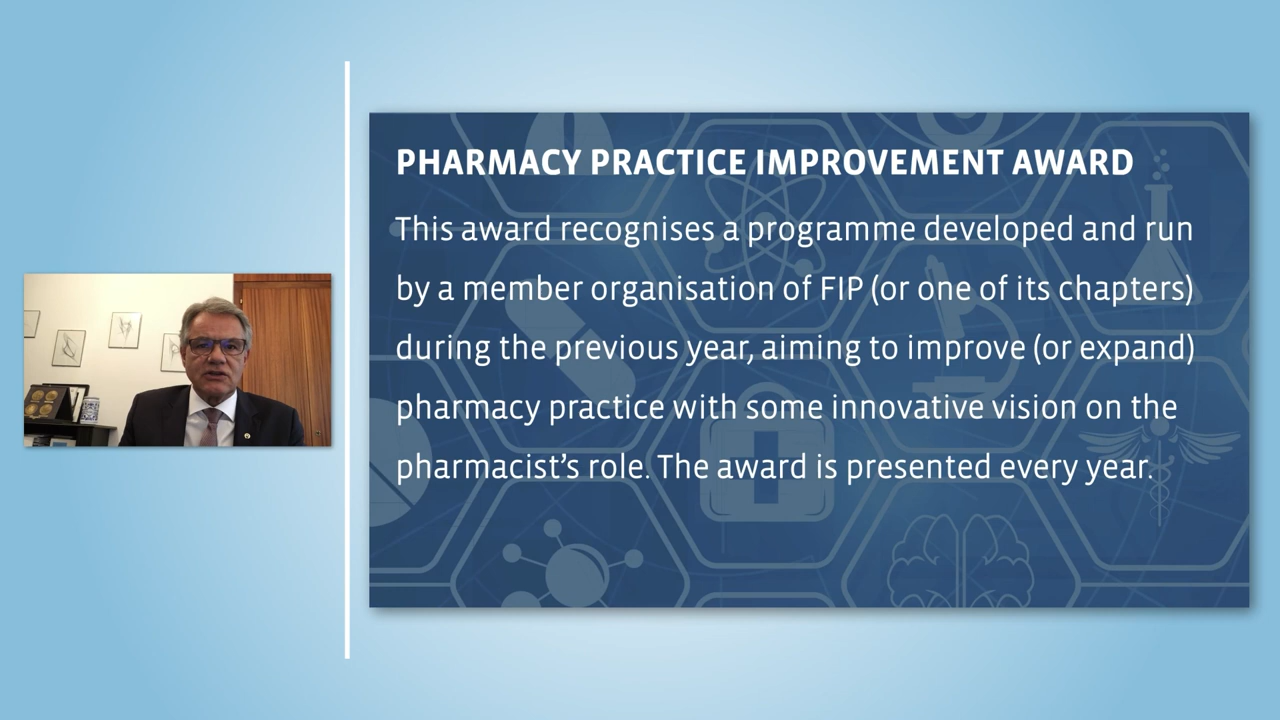 PHARMACY PRACTICE IMPROVEMENT AWARD
This award recognises a programme developed and run
by a member organisation of FIP (or one of its chapters)
during the previous year, aiming to improve (or expand)
pharmacy practice with some innovative vision on the
pharmacist’s role. The award is presented every year.